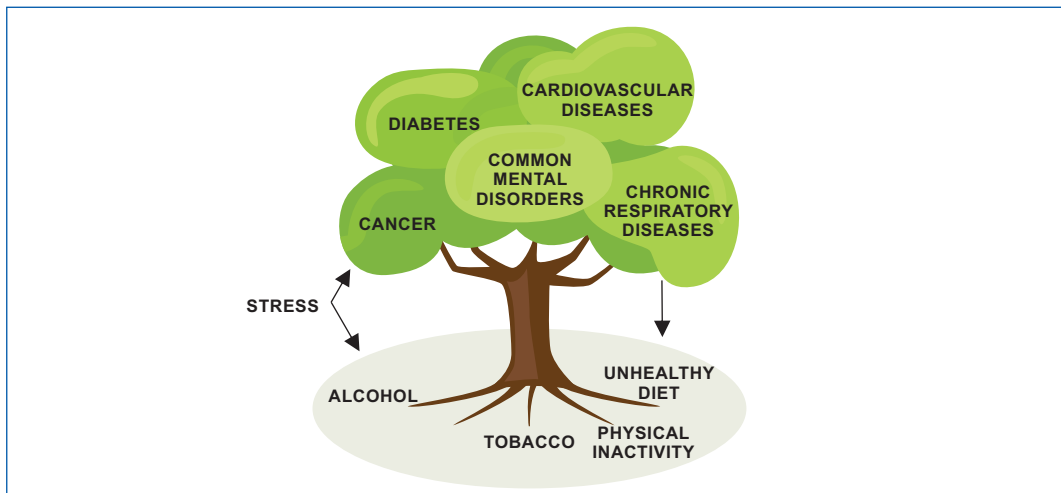 CARDIOVASCULAR
DISEASES
DIABETES
COMMON
MENTAL
DISORDERS
CHRONIC
RESPIRATORY
DISEASES
CANCER
STRESS
UNHEALTHY
DIET
ALCOHOL
TOBACCO
PHYSICAL
INACTIVITY